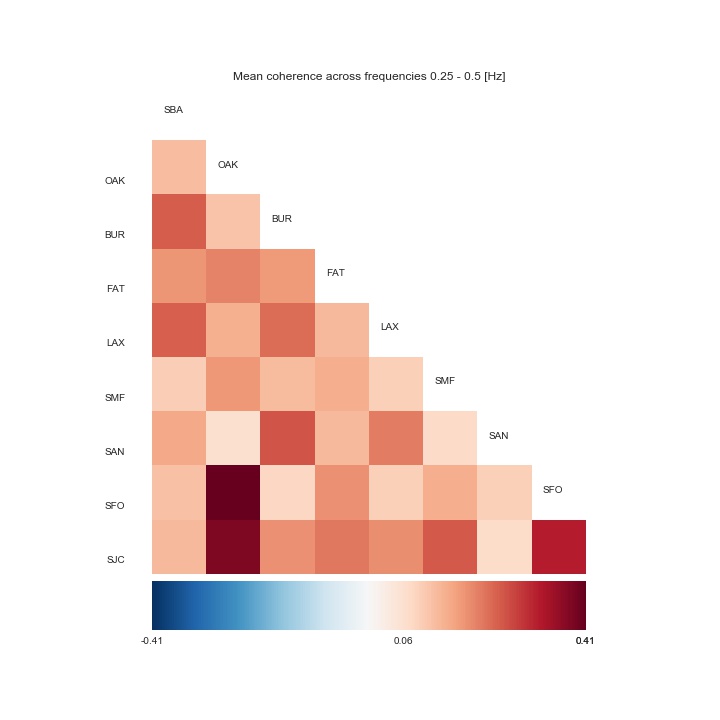 Mean coherence across frequencies 0.25 - 0.5 [Hz]
SBA
OAK
OAK
BUR
BUR
FAT
FAT
LAX
LAX
SMF
SMF
SAN
SAN
SFO
SFO
SJC
-0.41 0.06 0.41